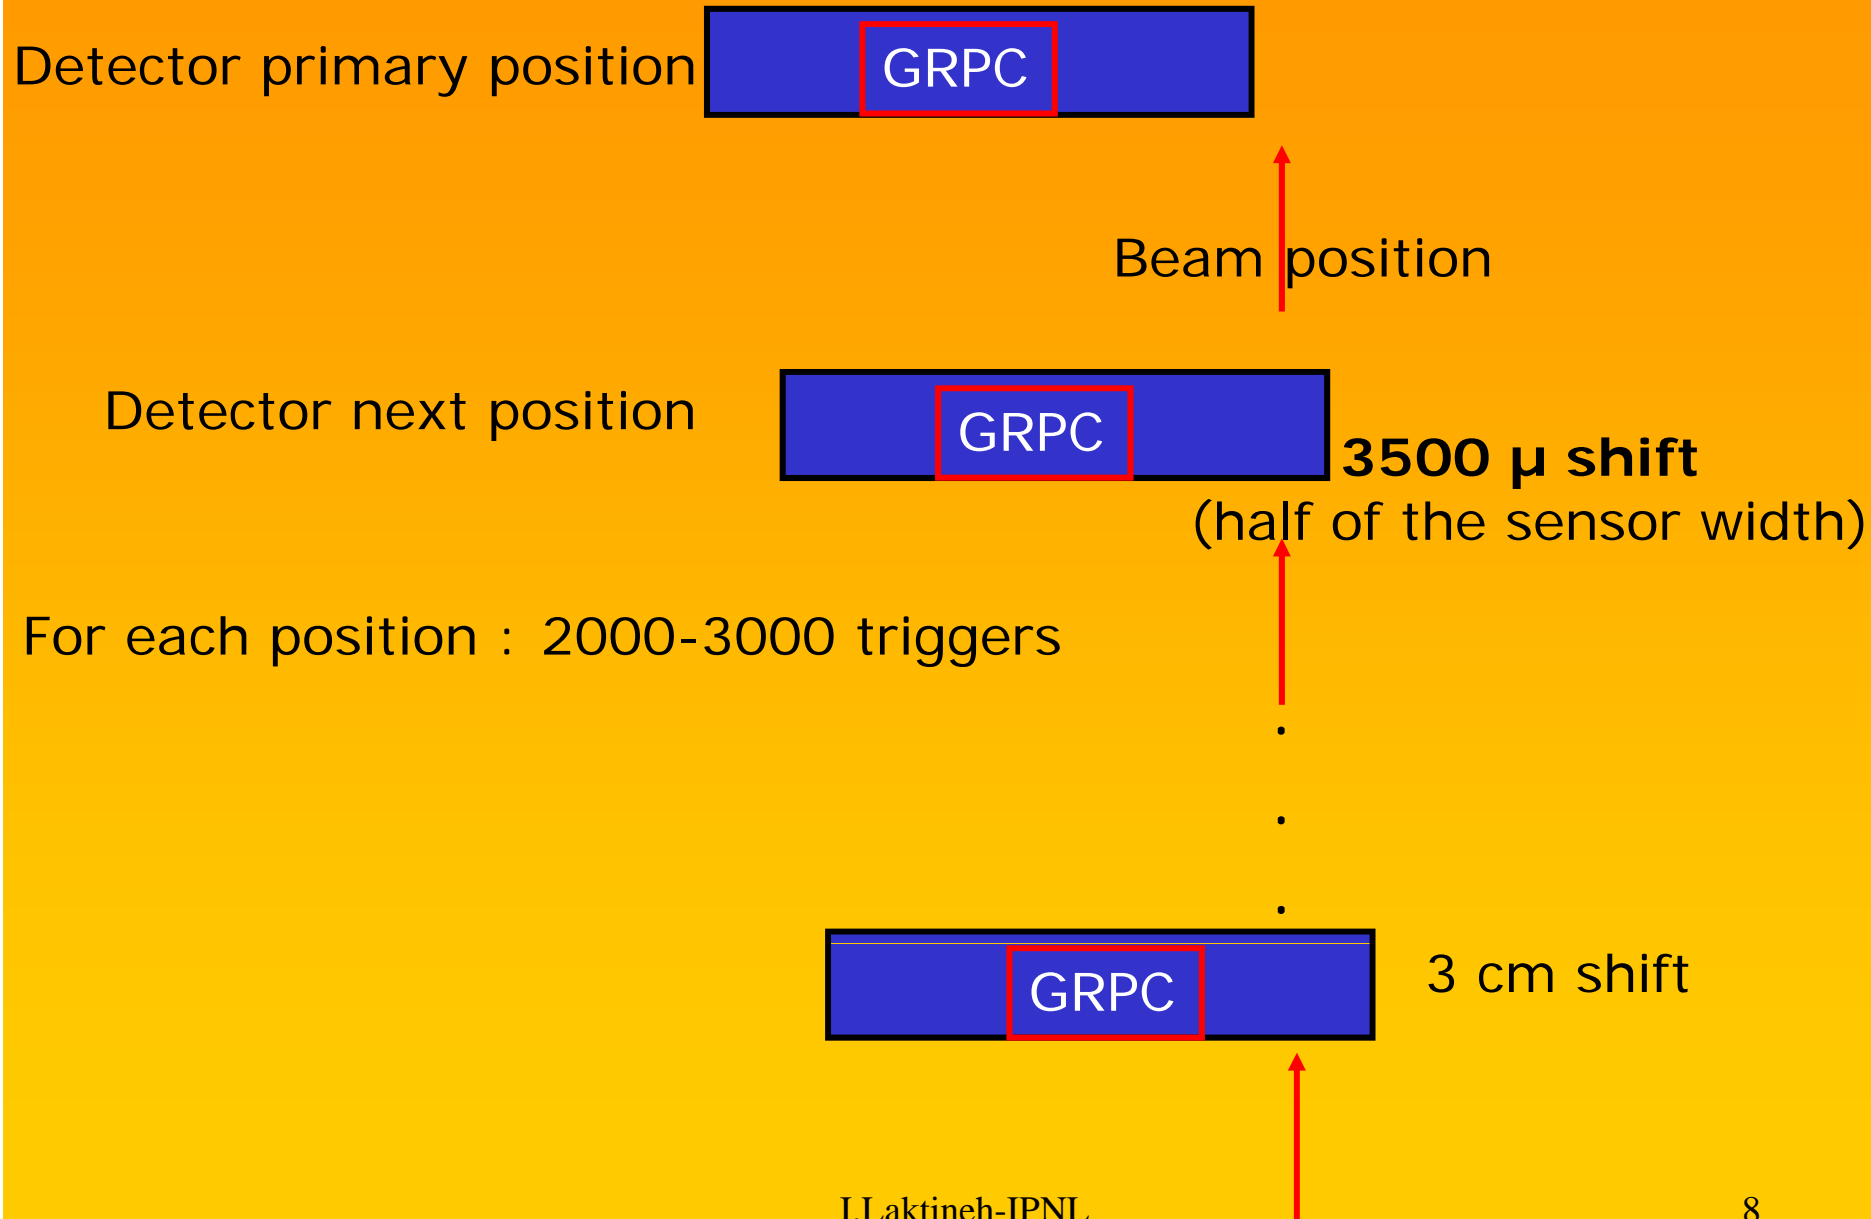 Detector primary position
GRPC
Beam position
Detector next position
GRPC
3500 µ shift
(half of the sensor width)
For each position : 2000-3000 triggers
.
.
.
GRPC
3 cm shift
I.Laktineh-IPNL
8